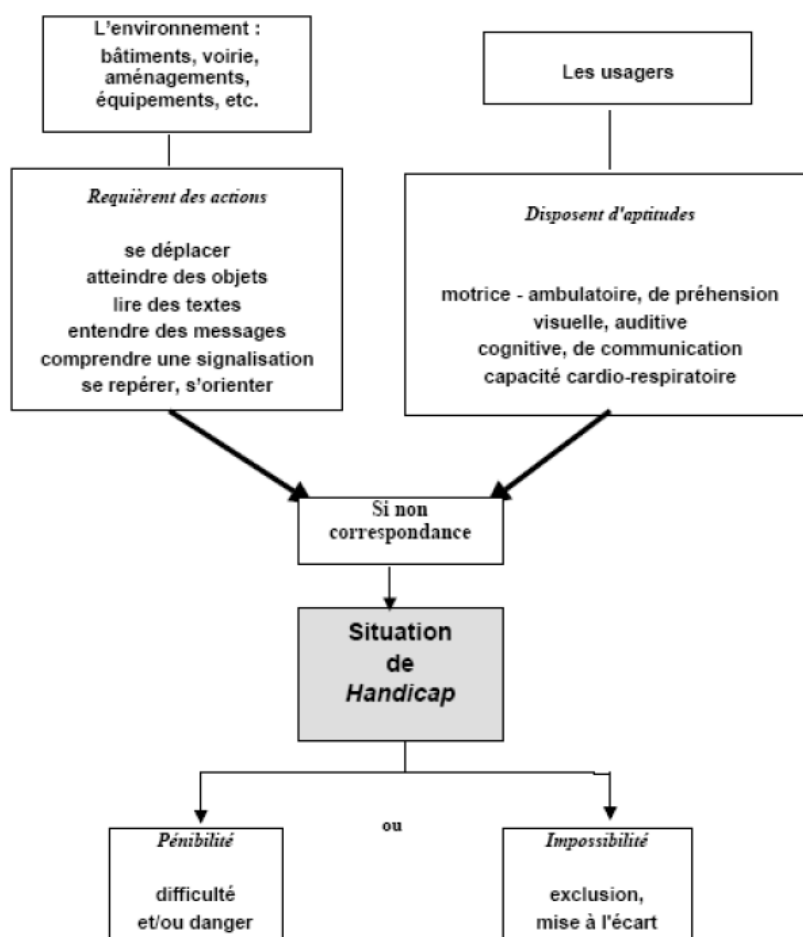 L'environnement :
bâtiments, voirie,
aménagements,
équipements, etc.
Les usagers
Requièrent des actions
se déplacer
atteindre des objets
lire des textes
entendre des messages
comprendre une signalisation
se repérer, s'orienter
Disposent d'aptitudes
motrice - ambulatoire, de préhension
visuelle, auditive
cognitive, de communication
capacité cardio-respiratoire
Si non
correspondance
Situation
de
Handicap
Pénibilité
difficulté
et/ou danger
ou
Impossibilité
exclusion,
mise à l'écart